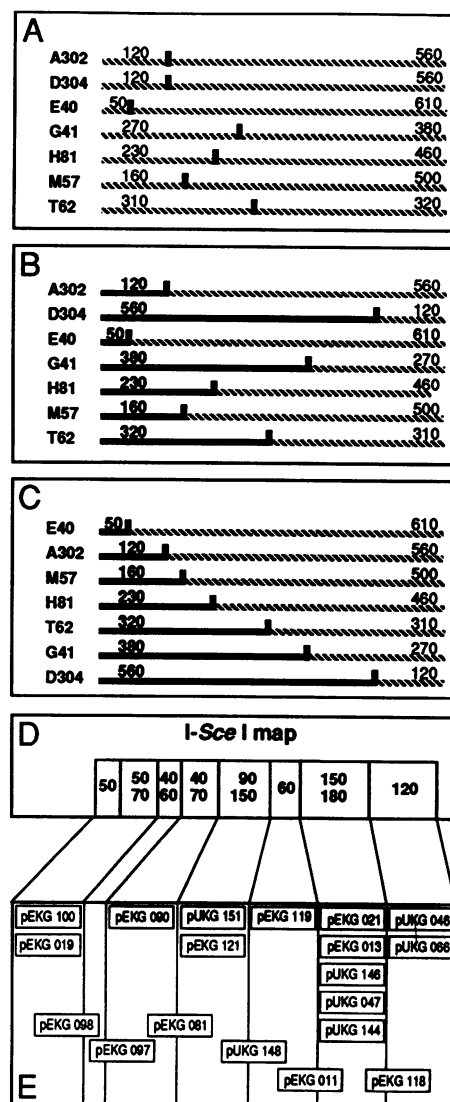 A
A302 120 560
D304 120 560
E40 50 610
G41 270 380
H81 230 460
M57 160 500
T62 310 320
B
A302 120 560
D304 560 120
E40 50 610
G41 380 270
H81 230 460
M57 160 500
T62 320 310
C
E40 50 610
A302 120 560
M57 160 500
H81 230 460
T62 320 310
G41 380 270
D304 560 120
D
I-Sce I map
50 50 70 40 60 40 70 90 150 60 150 180 120
pEKG 100 pEKG 090 pUKG 151 pEKG 119 pEKG 021 pUKG 046
pEKG 019 pEKG 121 pEKG 013 pUKG 066
pUKG 146
pUKG 047
pEKG 098 pEKG 081 pUKG 144
pEKG 097 pUKG 148
pEKG 011 pEKG 118
E